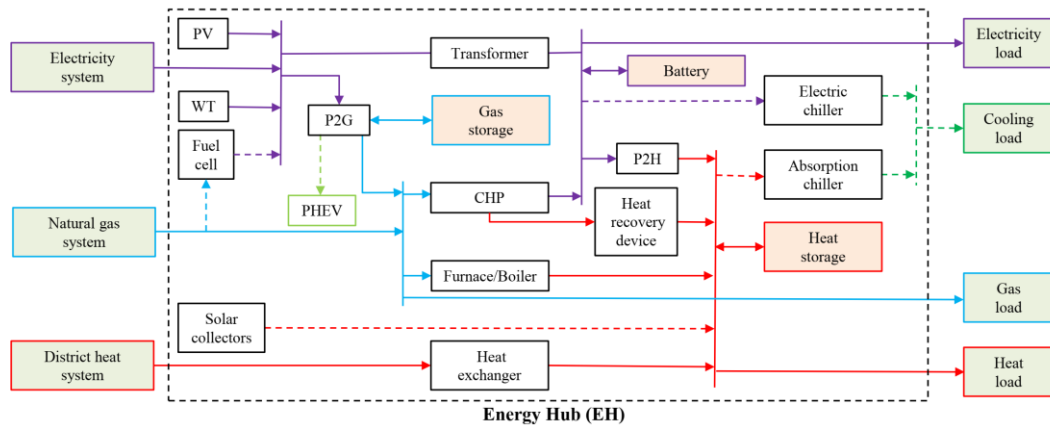 PV
Electricity
system
Transformer
Electricity
load
Battery
WT
P2G
Gas
storage
Electric
chiller
Cooling
load
Fuel
cell
P2H
Absorption
chiller
PHEV
CHP
Natural gas
system
Heat
recovery
device
Heat
storage
Furnace/Boiler
Gas
load
Solar
collectors
District heat
system
Heat
exchanger
Heat
load
Energy Hub (EH)